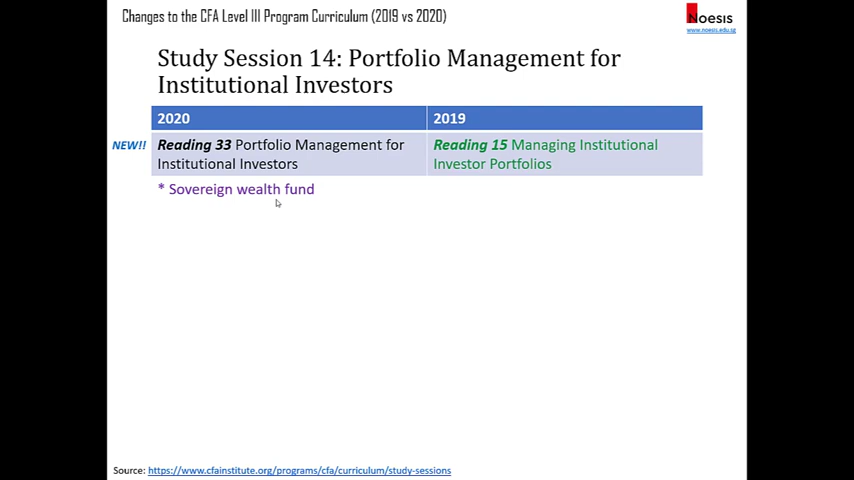 Changes to the CFA Level III Program Curriculum (2019 vs 2020)
Noesis
www.noesis.edu.sg
Study Session 14: Portfolio Management for
Institutional Investors
2020
2019
NEW!!
Reading 33 Portfolio Management for
Institutional Investors
Reading 15 Managing Institutional
Investor Portfolios
* Sovereign wealth fund
Source: https://www.cfainstitute.org/programs/cfa/curriculum/study-sessions